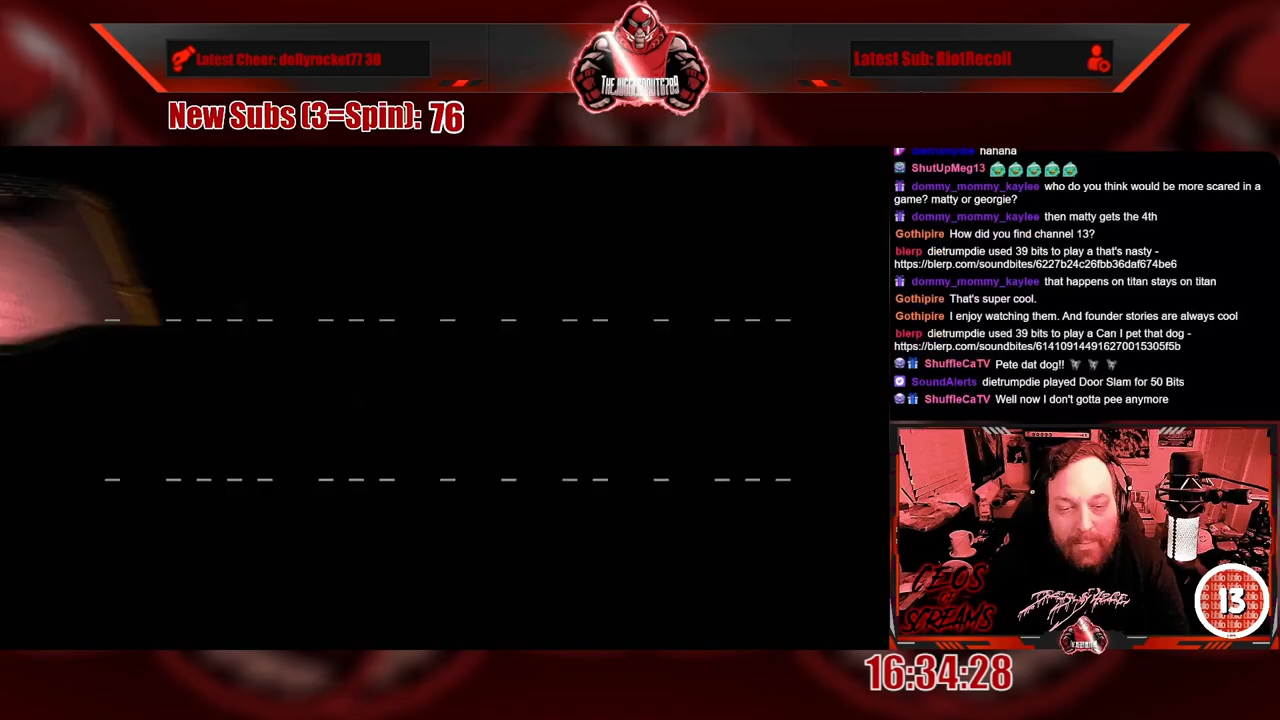 Latest Cheer: dollyrocket77 30
Latest Sub: RiotRecoil
THEJUGGERNAUT6789
New Subs (3=Spin): 76
hahaha
ShutUpMeg13
dommy_mommy_kaylee who do you think would be more scared in a
game? matty or georgie?
dommy_mommy_kaylee then matty gets the 4th
Gothipire How did you find channel 13?
blerp dietrumpdie used 39 bits to play a that's nasty -
https://blerp.com/soundbites/6227b24c26fbb36daf674be6
dommy_mommy_kaylee that happens on titan stays on titan
Gothipire That's super cool.
Gothipire I enjoy watching them. And founder stories are always cool
blerp dietrumpdie used 39 bits to play a Can I pet that dog -
https://blerp.com/soundbites/614109144916270015305f5b
ShuffleCaTV Pete dat dog!!
SoundAlerts dietrumpdie played Door Slam for 50 Bits
ShuffleCaTV Well now I don't gotta pee anymore
CEOS
OF
SCREAMS
13
16:34:28